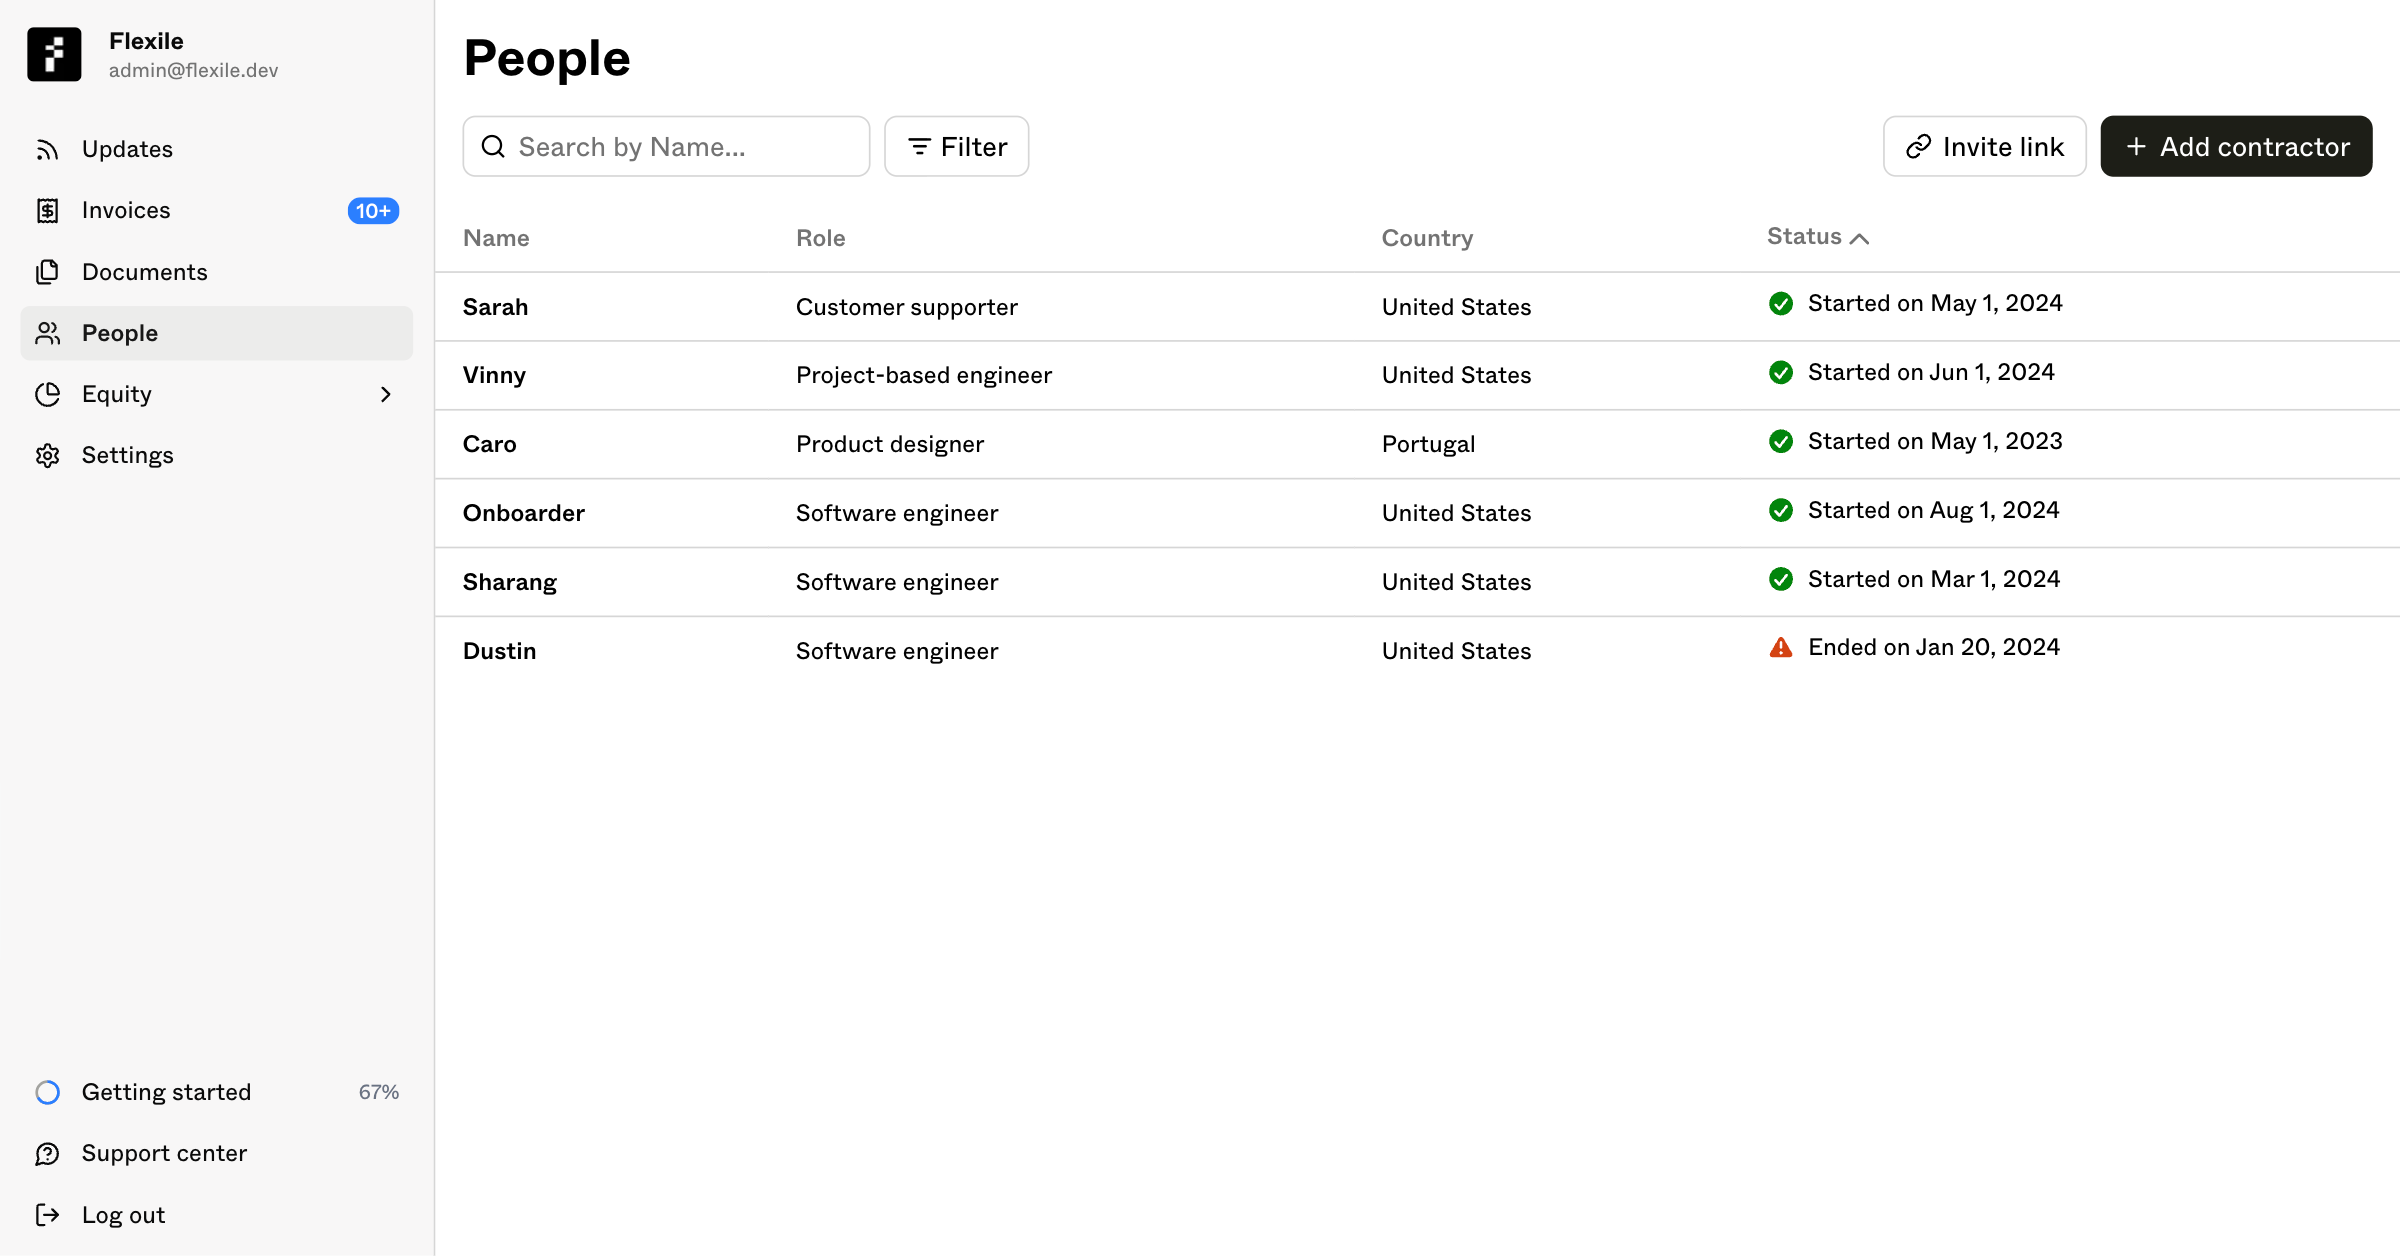 Flexile
admin@flexile.dev
Updates
Invoices 10+
Documents
People
Equity
Settings
Getting started 67%
Support center
Log out
People
Search by Name...
Filter
Invite link
Add contractor
Name Role Country Status
Sarah Customer supporter United States Started on May 1, 2024
Vinny Project-based engineer United States Started on Jun 1, 2024
Caro Product designer Portugal Started on May 1, 2023
Onboarder Software engineer United States Started on Aug 1, 2024
Sharang Software engineer United States Started on Mar 1, 2024
Dustin Software engineer United States Ended on Jan 20, 2024